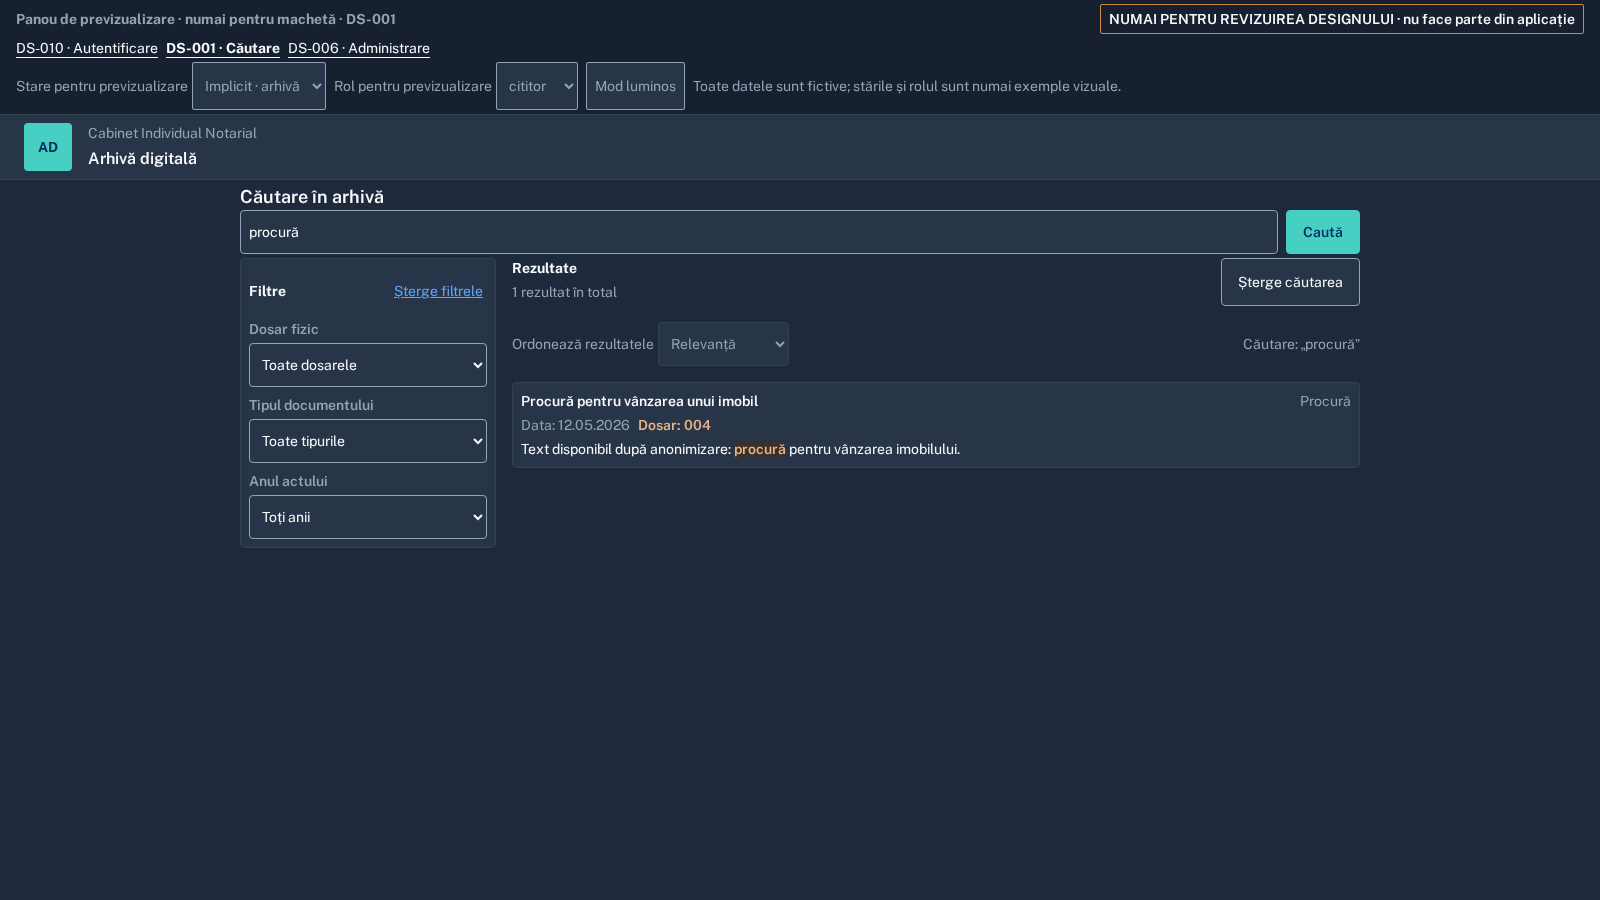 Panou de previzualizare · numai pentru machetă · DS-001
NUMAI PENTRU REVIZUIREA DESIGNULUI · nu face parte din aplicație
DS-010 · Autentificare DS-001 · Căutare DS-006 · Administrare
Stare pentru previzualizare Implicit · arhivă Rol pentru previzualizare cititor Mod luminos Toate datele sunt fictive; stările și rolul sunt numai exemple vizuale.
AD
Cabinet Individual Notarial
Arhivă digitală
Căutare în arhivă
procură Caută
Filtre Șterge filtrele
Dosar fizic
Toate dosarele
Tipul documentului
Toate tipurile
Anul actului
Toți anii
Rezultate
1 rezultat în total
Șterge căutarea
Ordonează rezultatele Relevanță Căutare: „procură”
Procură pentru vânzarea unui imobil Procură
Data: 12.05.2026 Dosar: 004
Text disponibil după anonimizare: procură pentru vânzarea imobilului.